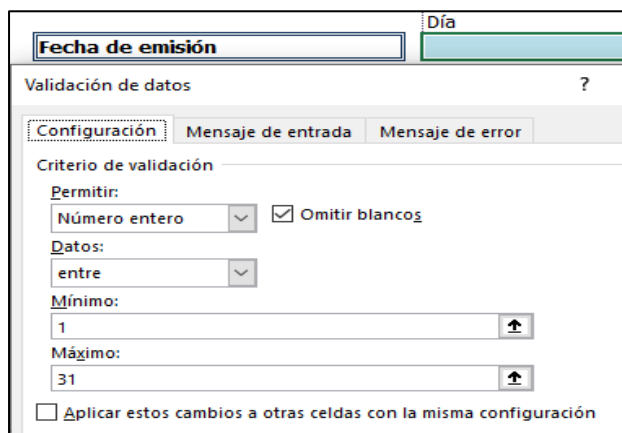 Día
Fecha de emisión
Validación de datos ?
Configuración Mensaje de entrada Mensaje de error
Criterio de validación
Permitir:
Número entero Omitir blancos
Datos:
entre
Mínimo:
1
Máximo:
31
Aplicar estos cambios a otras celdas con la misma configuración